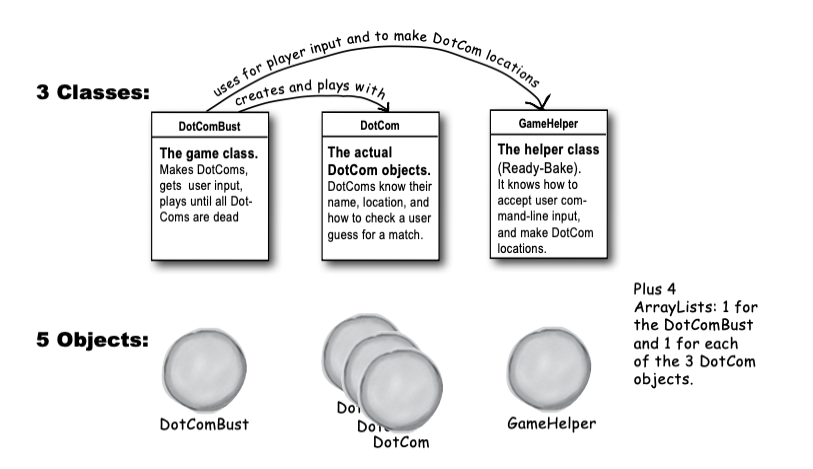 uses for player input and to make DotCom locations
creates and plays with
3 Classes:
DotComBust
The game class.
Makes DotComs,
gets user input,
plays until all Dot-
Coms are dead
DotCom
The actual
DotCom objects.
DotComs know their
name, location, and
how to check a user
guess for a match.
GameHelper
The helper class
(Ready-Bake).
It knows how to
accept user com-
mand-line input,
and make DotCom
locations.
Plus 4
ArrayLists: 1 for
the DotComBust
and 1 for each
of the 3 DotCom
objects.
5 Objects:
DotComBust
DotCom
GameHelper